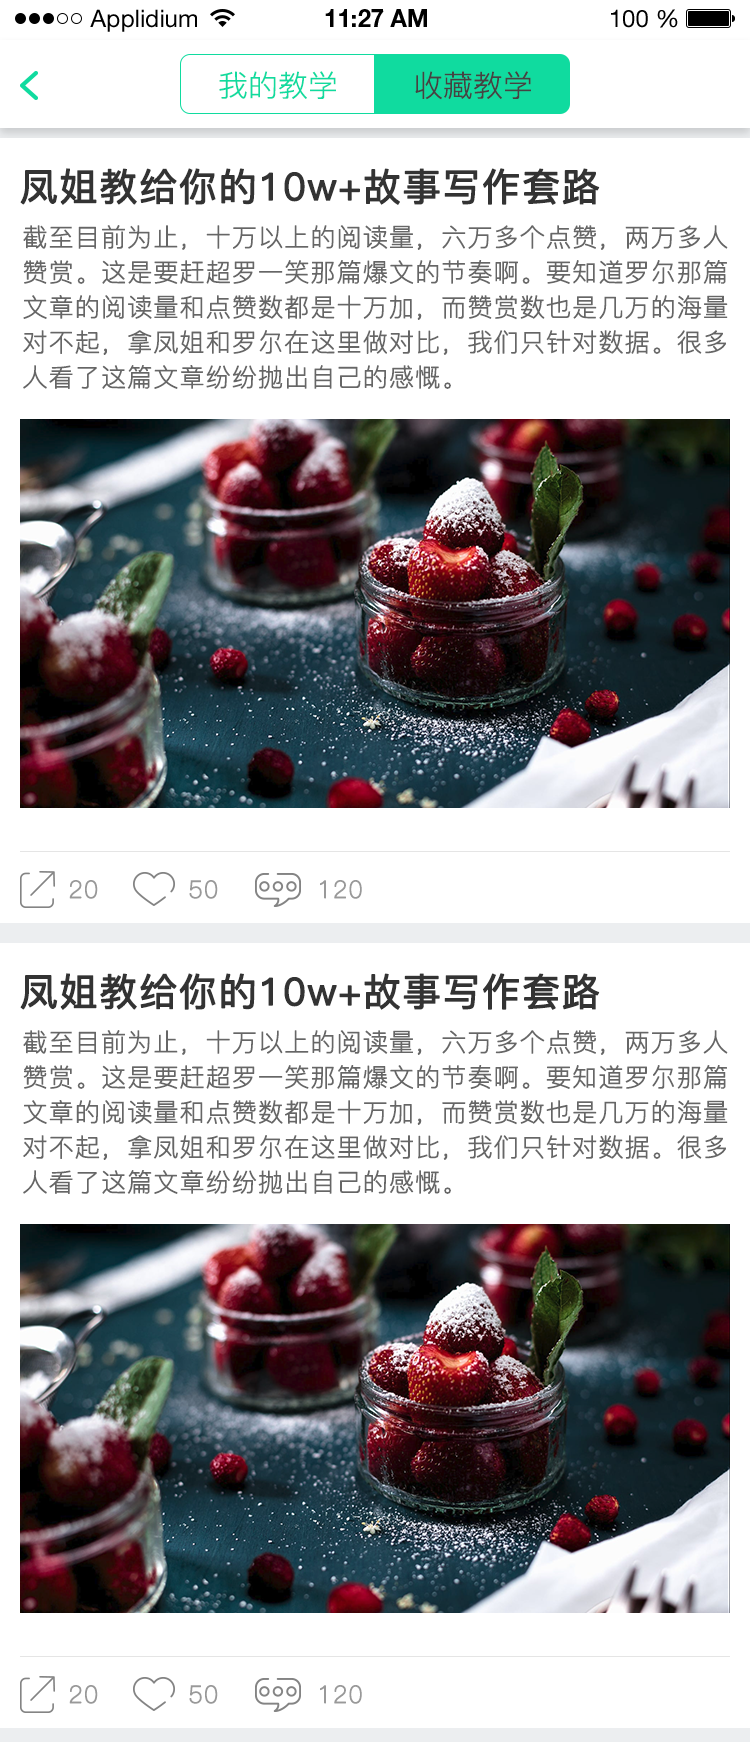 Applidium 11:27 AM 100 %
我的教学 收藏教学
凤姐教给你的10w+故事写作套路
截至目前为止，十万以上的阅读量，六万多个点赞，两万多人
赞赏。这是要赶超罗一笑那篇爆文的节奏啊。要知道罗尔那篇
文章的阅读量和点赞数都是十万加，而赞赏数也是几万的海量
对不起，拿凤姐和罗尔在这里做对比，我们只针对数据。很多
人看了这篇文章纷纷抛出自己的感慨。
20 50 120
凤姐教给你的10w+故事写作套路
截至目前为止，十万以上的阅读量，六万多个点赞，两万多人
赞赏。这是要赶超罗一笑那篇爆文的节奏啊。要知道罗尔那篇
文章的阅读量和点赞数都是十万加，而赞赏数也是几万的海量
对不起，拿凤姐和罗尔在这里做对比，我们只针对数据。很多
人看了这篇文章纷纷抛出自己的感慨。
20 50 120